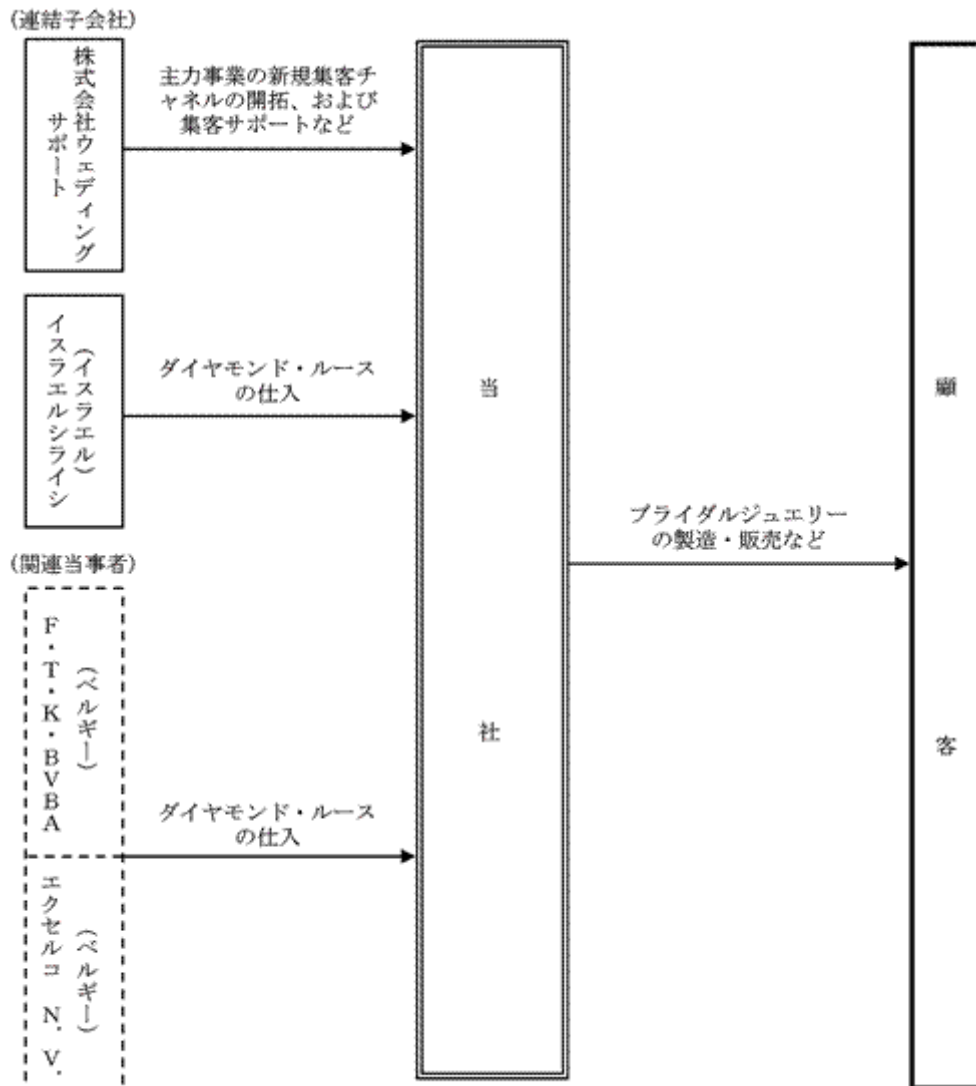 (連結子会社)
株式会社ウェディング
サポート
主力事業の新規集客チ
ャネルの開拓、および
集客サポートなど
(イスラエル)
イスラエルシライシ
ダイヤモンド・ルース
の仕入
当社
ブライダルジュエリー
の製造・販売など
顧客
(関連当事者)
(ベルギー)
F・T・K・BVBA
ダイヤモンド・ルース
の仕入
(ベルギー)
エクセルコ N.V.